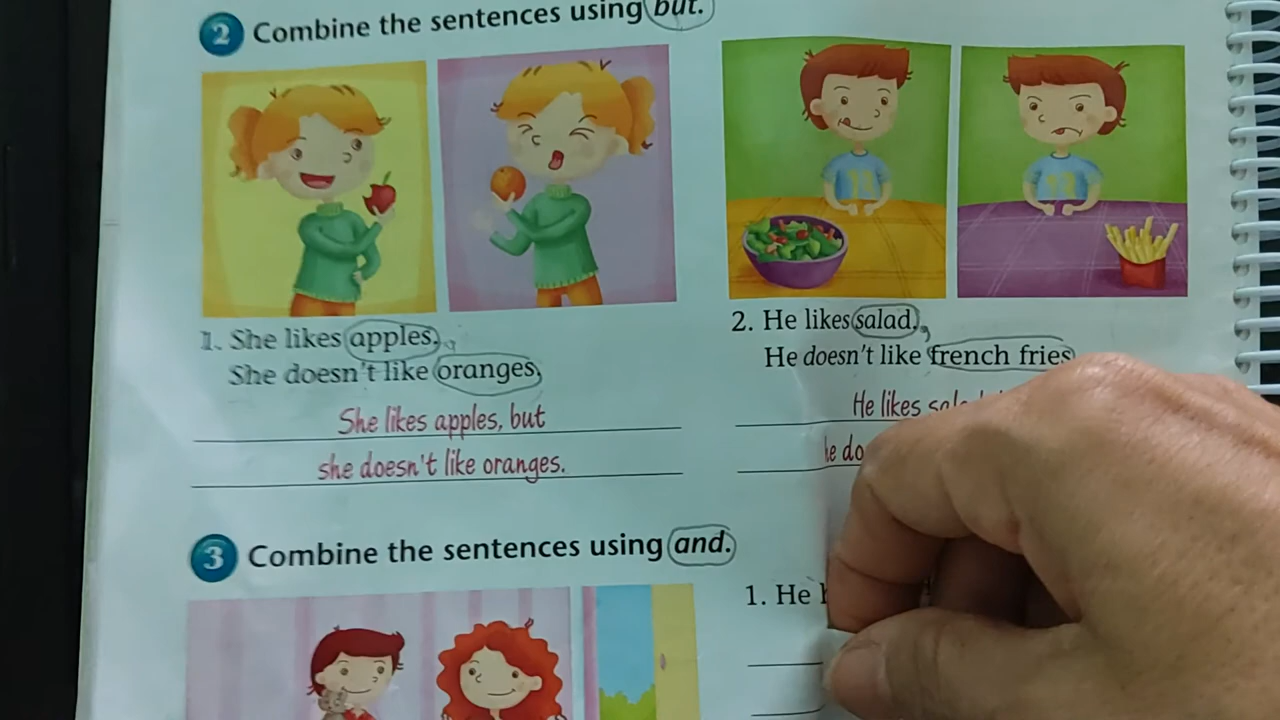 2 Combine the sentences using but.
1. She likes apples.
She doesn't like oranges.
She likes apples, but
she doesn't like oranges.
2. He likes salad.
He doesn't like french fries
He likes
3 Combine the sentences using and.
1. He